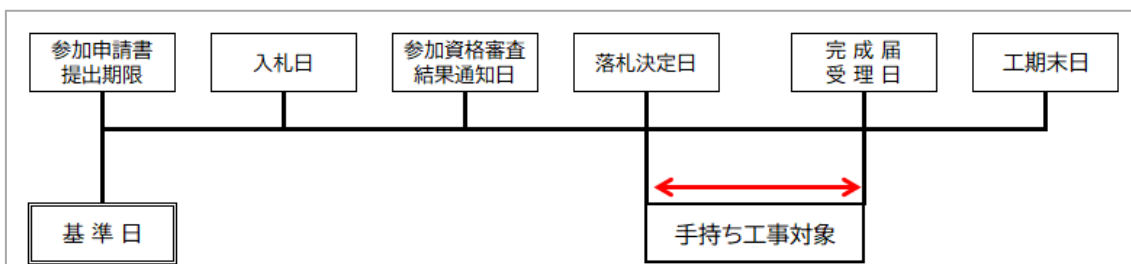 参加申請書
提出期限
入札日
参加資格審査
結果通知日
落札決定日
完成届
受理日
工期末日
基準日
手持ち工事対象